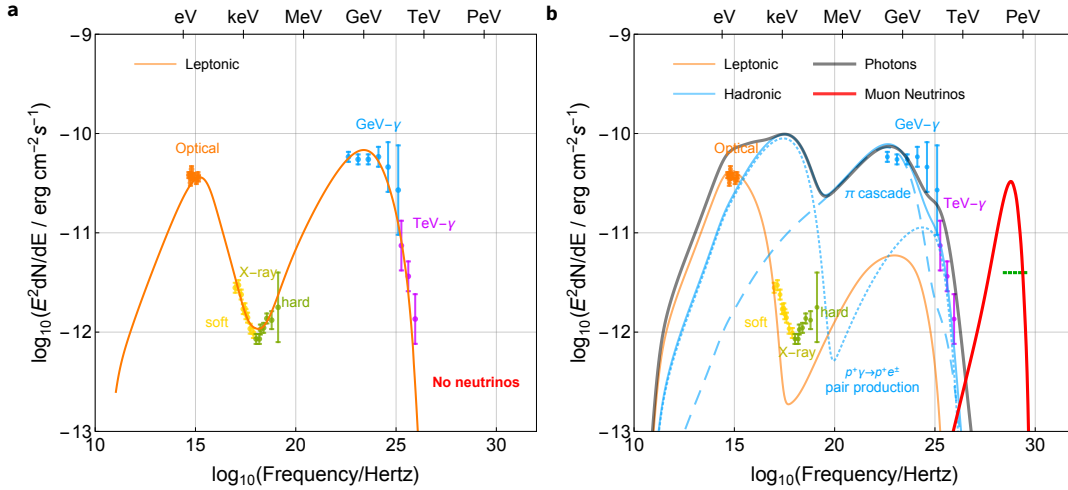 a
eV keV MeV GeV TeV PeV
-9
-10
-11
-12
-13
log10(E²dN/dE / erg cm⁻²s⁻¹)
Leptonic
Optical
GeV-γ
TeV-γ
X-ray
soft
hard
No neutrinos
10 15 20 25 30
log10(Frequency/Hertz)
b
eV keV MeV GeV TeV PeV
-9
-10
-11
-12
-13
log10(E²dN/dE / erg cm⁻²s⁻¹)
Leptonic Photons
Hadronic Muon Neutrinos
Optical
GeV-γ
π cascade
TeV-γ
soft
hard
X-ray
p⁺γ→p⁺e±
pair production
10 15 20 25 30
log10(Frequency/Hertz)